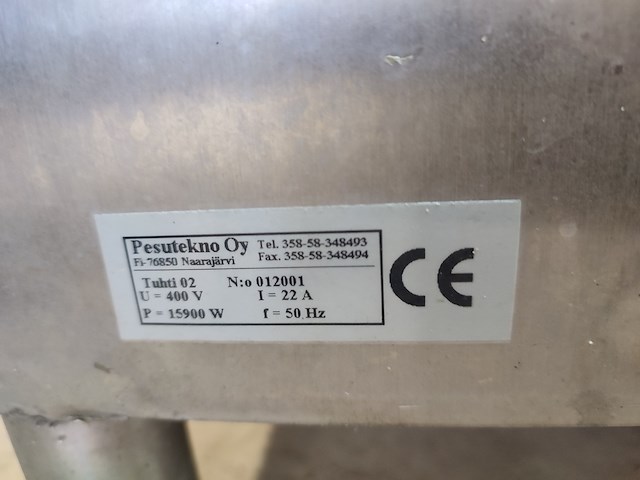 Pesutekno Oy Tel. 358-58-348493
Fi-76850 Naarajärvi Fax. 358-58-348494
Tuhti 02 N:o 012001
U = 400 V I = 22 A
P = 15900 W f = 50 Hz
CE